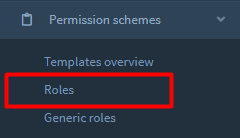 Permission schemes
Templates overview
Roles
Generic roles